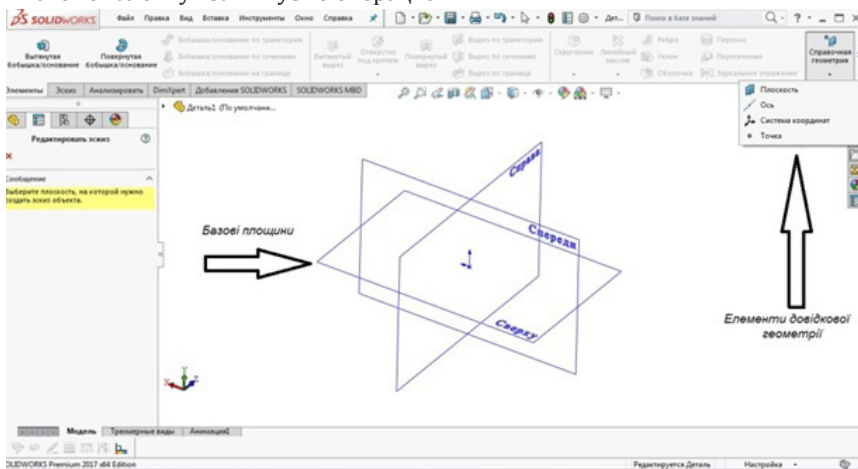 SOLIDWORKS Файл Правка Вид Вставка Инструменты Окно Справка Дет... Поиск в базе знаний
Вытянутая бобышка/основание
Повернутая бобышка/основание
Бобышка/основание по траектории
Бобышка/основание по сечениям
Бобышка/основание на границе
Вытянутый вырез
Отверстие под крепеж
Повернутый вырез
Вырез по траектории
Вырез по сечениям
Вырез по границе
Скругление
Линейный массив
Ребро
Уклон
Оболочка
Перенос
Пересечение
Зеркальное отражение
Справочная геометрия
Элементы Эскиз Анализировать DimXpert Добавления SOLIDWORKS SOLIDWORKS MBD
Плоскость
Ось
Система координат
Точка
Деталь1 (По умолчани...
Редактировать эскиз
Сообщение
Выберите плоскость, на которой нужно
создать эскиз объекта.
Справа
Спереди
Сверху
Базові площини
Елементи довідкової
геометрії
Модель Трехмерные виды Анимация1
SOLIDWORKS Premium 2017 x64 Edition Редактируется Деталь Настройка